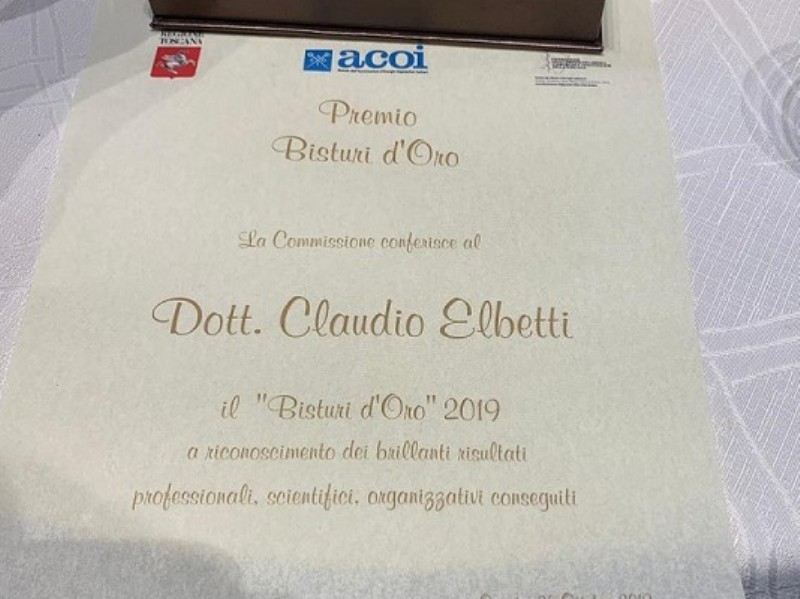 REGIONE
TOSCANA
acoi
Premio
Bisturi d'Oro
La Commissione conferisce al
Dott. Claudio Elbetti
il "Bisturi d'Oro" 2019
a riconoscimento dei brillanti risultati
professionali, scientifici, organizzativi conseguiti